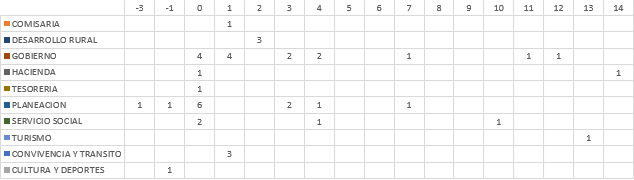 -3 -1 0 1 2 3 4 7 8 9 10 11 12 13 14
COMISARIA 1
DESARROLLO RURAL 3
GOBIERNO 4 4 2 2 1 1 1
HACIENDA 1 1
TESORERIA 1
PLANEACION 1 1 6 2 1 1
SERVICIO SOCIAL 2 1 1
TURISMO 1
CONVIVENCIA Y TRANSITO 3
CULTURA Y DEPORTES 1